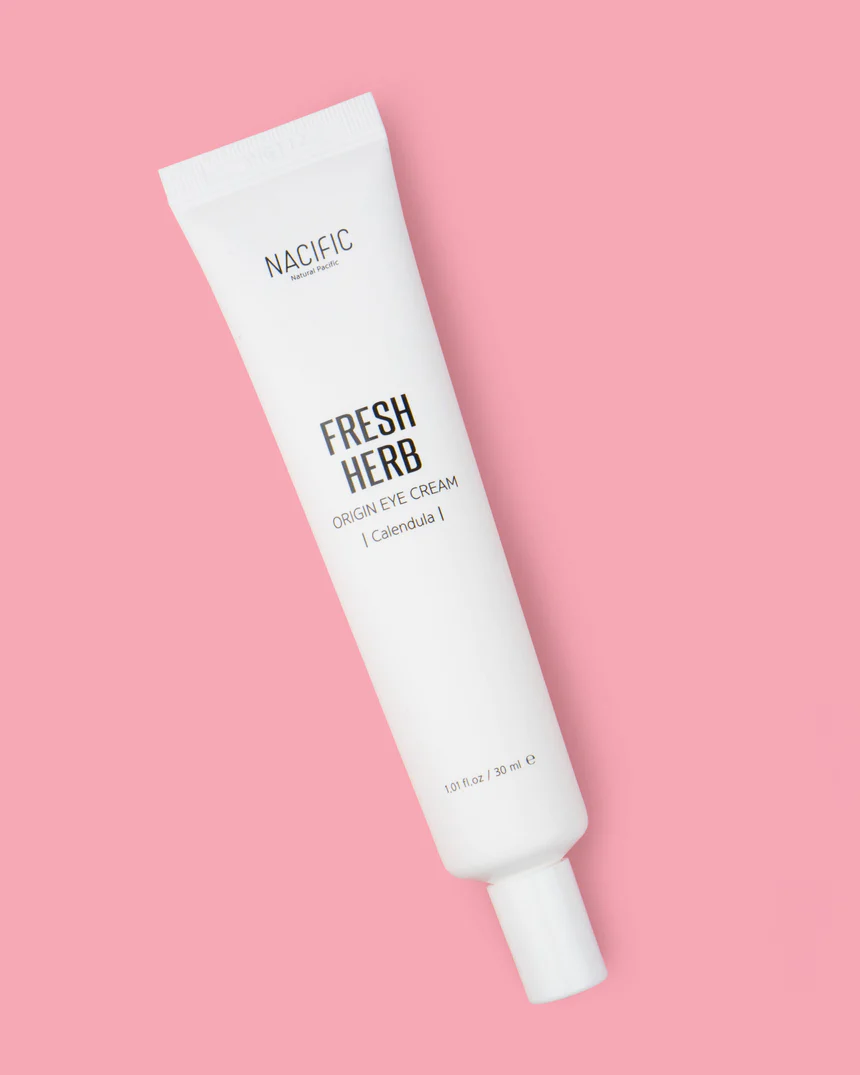 NACIFIC
Natural Pacific
FRESH
HERB
ORIGIN EYE CREAM
| Calendula |
1.01 fl.oz / 30 ml ℮